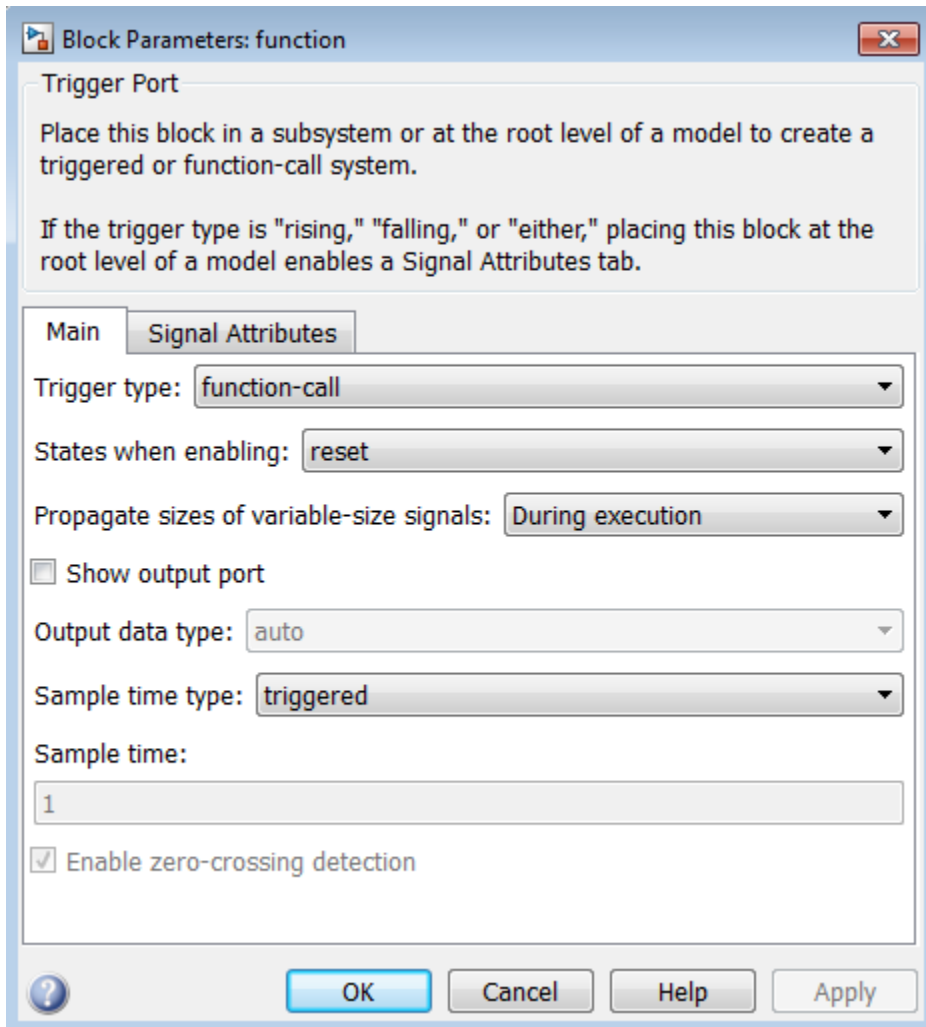 Block Parameters: function
Trigger Port
Place this block in a subsystem or at the root level of a model to create a
triggered or function-call system.
If the trigger type is "rising," "falling," or "either," placing this block at the
root level of a model enables a Signal Attributes tab.
Main Signal Attributes
Trigger type: function-call
States when enabling: reset
Propagate sizes of variable-size signals: During execution
Show output port
Output data type: auto
Sample time type: triggered
Sample time:
1
Enable zero-crossing detection
? OK Cancel Help Apply